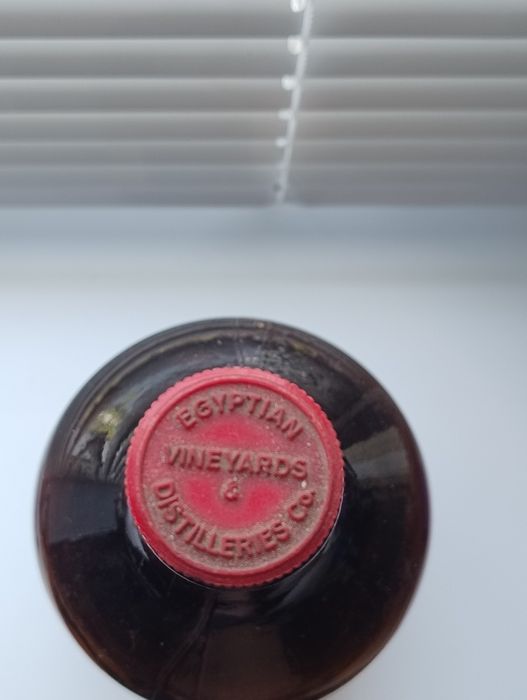 EGYPTIAN
VINEYARDS
&
DISTILLERIES Co.